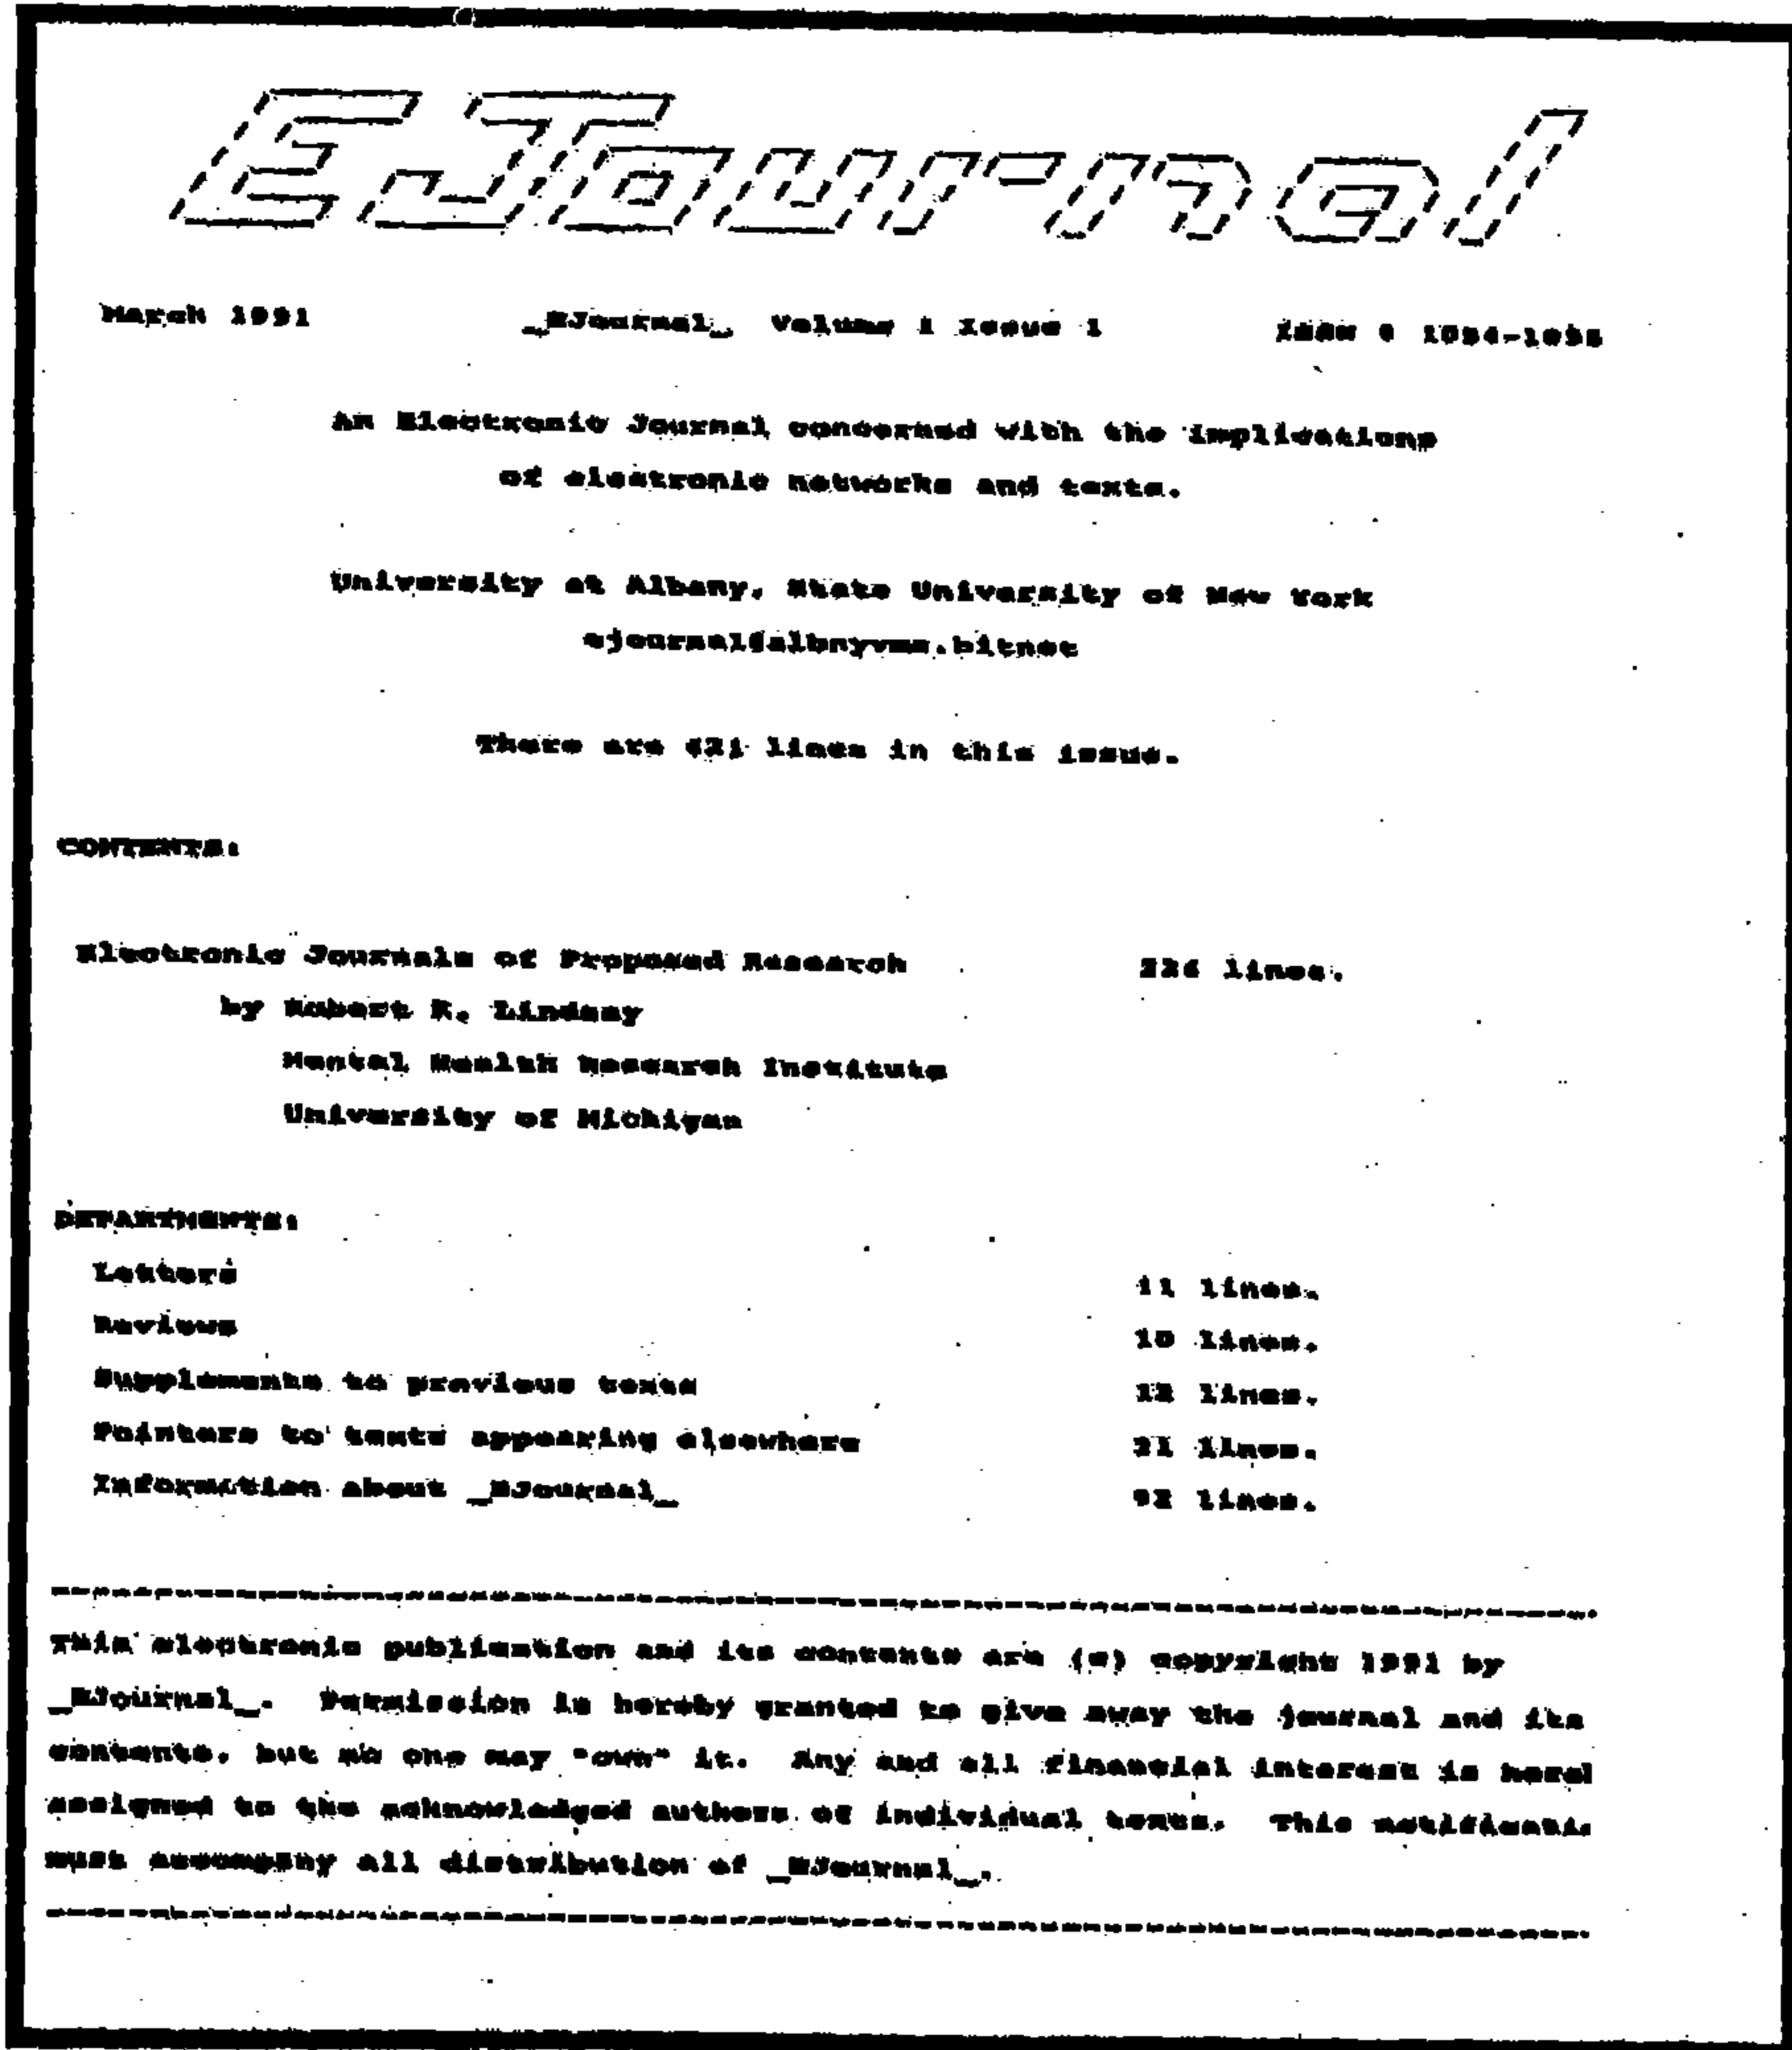 EJournal
March 1991 _EJournal_ Volume 1 Issue 1 ISSN # 1054-1055
An Electronic Journal concerned with the implications
of electronic networks and texts.
University at Albany, State University of New York
ejournal@albnyvms.bitnet
There are 421 lines in this issue.
CONTENTS:
Electronic Journals of Proposed Research 226 lines.
by Robert K. Lindsay
Mental Health Research Institute
University of Michigan
DEPARTMENTS:
Letters 11 lines.
Reviews 10 lines.
Supplements to previous texts 12 lines.
Pointers to texts appearing elsewhere 21 lines.
Information about _EJournal_ 92 lines.
This electronic publication and its contents are (c) copyright 1991 by
_EJournal_. Permission is hereby granted to give away the journal and its
contents, but no one may "own" it. Any and all financial interest is herel
assigned to the acknowledged authors of individual texts. This notificati
must accompany all distribution of _EJournal_.